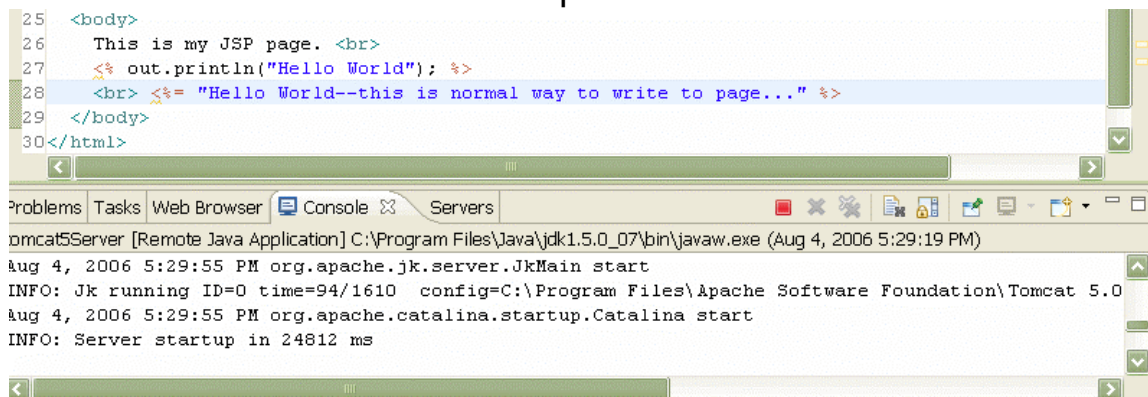 25 <body>
26 This is my JSP page. <br>
27 <% out.println("Hello World"); %>
28 <br> <%= "Hello World--this is normal way to write to page..." %>
29 </body>
30</html>
Problems Tasks Web Browser Console Servers
omcat5Server [Remote Java Application] C:\Program Files\Java\jdk1.5.0_07\bin\javaw.exe (Aug 4, 2006 5:29:19 PM)
Aug 4, 2006 5:29:55 PM org.apache.jk.server.JkMain start
INFO: Jk running ID=0 time=94/1610 config=C:\Program Files\Apache Software Foundation\Tomcat 5.0
Aug 4, 2006 5:29:55 PM org.apache.catalina.startup.Catalina start
INFO: Server startup in 24812 ms